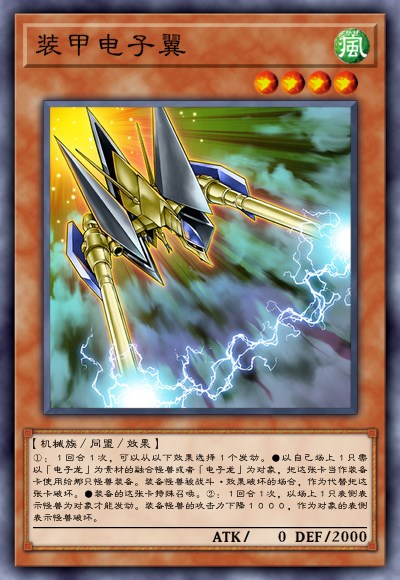 装甲电子翼
風
【机械族／同盟／效果】
①：1回合1次，可以从以下效果选择1个发动。●以自己场上1只需
以「电子龙」为素材的融合怪兽或者「电子龙」为对象，把这张卡当作装备
卡使用给那只怪兽装备。装备怪兽被战斗·效果破坏的场合，作为代替把这
张卡破坏。●装备的这张卡特殊召唤。②：1回合1次，以场上1只表侧表
示怪兽为对象才能发动。装备怪兽的攻击力下降1000，作为对象的表侧
表示怪兽破坏。
ATK/ 0 DEF/2000